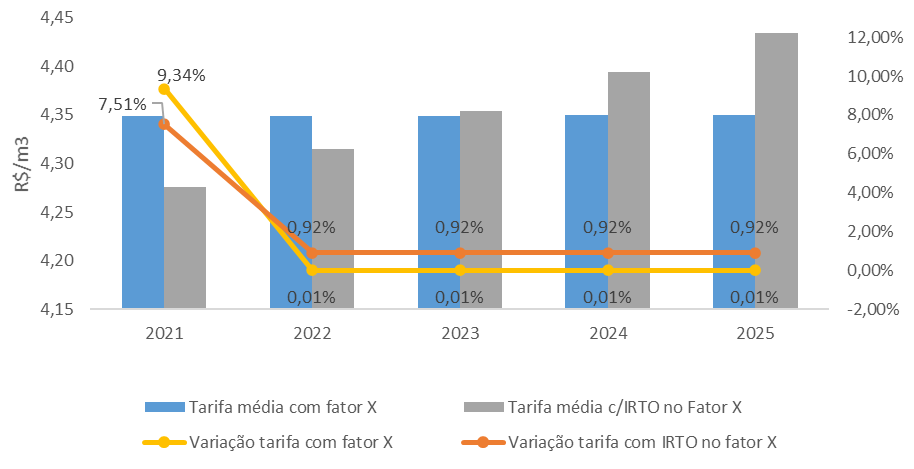 4,45
4,40
4,35
4,30
4,25
4,20
4,15
R$/m3
12,00%
10,00%
8,00%
6,00%
4,00%
2,00%
0,00%
-2,00%
9,34%
7,51%
0,92% 0,92% 0,92% 0,92%
0,01% 0,01% 0,01% 0,01%
2021 2022 2023 2024 2025
Tarifa média com fator X Tarifa média c/IRTO no Fator X
Variação tarifa com fator X Variação tarifa com IRTO no fator X